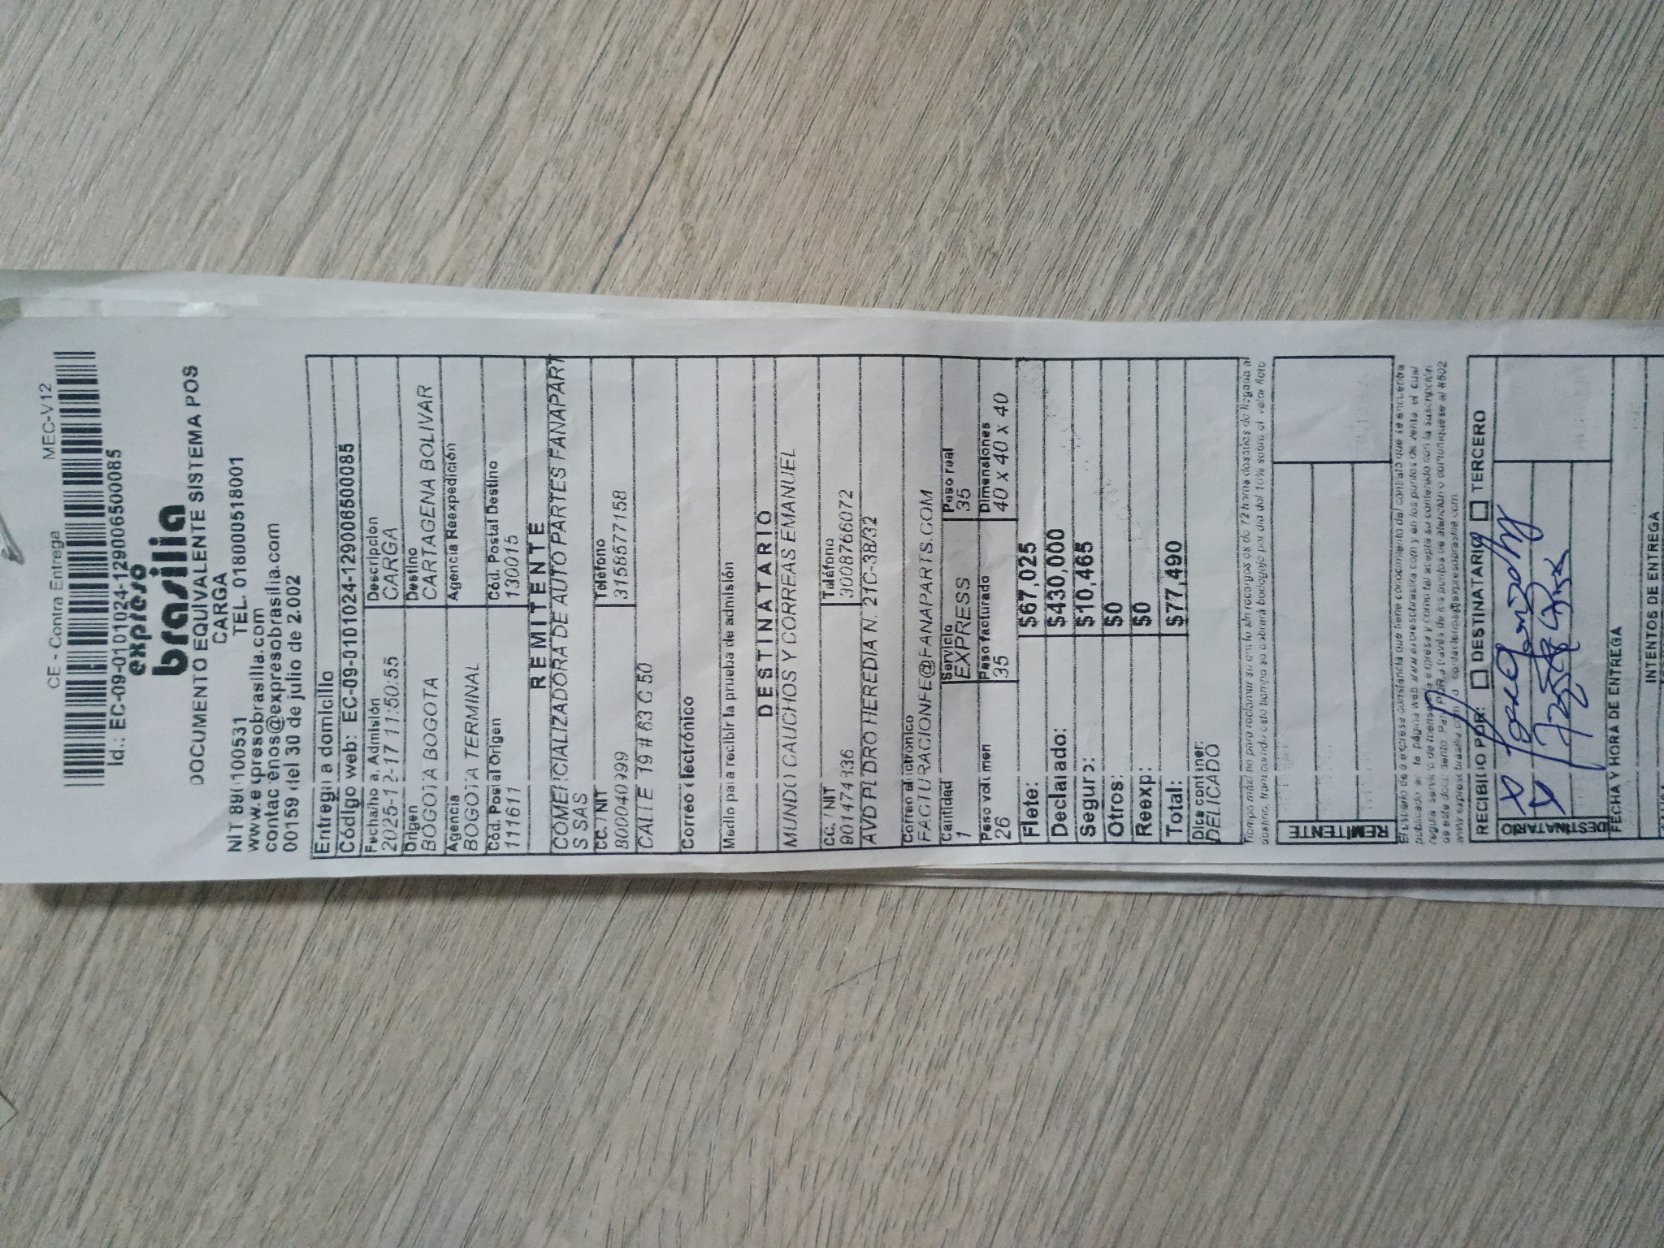 CE - Contra Entrega MEC-V12
Id.: EC-09-0101024-129006500085
expreso
brasilia
DOCUMENTO EQUIVALENTE SISTEMA POS
CARGA
NIT 890100531 TEL. 018000518001
www.expresobrasilia.com
contactenos@expresobrasilia.com
00159 del 30 de julio de 2.002
Entrega a domicilio
Código web: EC-09-0101024-129006500085
Fecha/ho a. Admisión Descripción
2025-12-17 11:50:55 CARGA
Origen Destino
BOGOTA BOGOTA CARTAGENA BOLIVAR
Agencia Agencia Reexpedición
BOGOTA TERMINAL
Cód. Postal Origen Cód. Postal Destino
111611 130015
REMITENTE
COMERCIALIZADORA DE AUTO PARTES FANAPART
S SAS
CC. / NIT Teléfono
800040999 3158577158
CALLE 19 # 63 C 50
Correo electrónico
Medio para recibir la prueba de admisión
DESTINATARIO
MUNDO CAUCHOS Y CORREAS EMANUEL
C.C. / NIT Teléfono
901474336 3008766072
AVD PEDRO HEREDIA N. 21C-38/32
Correo electrónico
FACTURACIONFE@FANAPARTS.COM
Cantidad Servicio Peso real
1 EXPRESS 35
Peso volumen Peso facturado Dimensiones
26 35 40 x 40 x 40
Flete: $67,025
Declarado: $430,000
Seguro: $10,465
Otros: $0
Reexp: $0
Total: $77,490
Dice contener:
DELICADO
REMITENTE
RECIBIDO POR: DESTINATARIO TERCERO
DESTINATARIO
FECHA Y HORA DE ENTREGA
INTENTOS DE ENTREGA